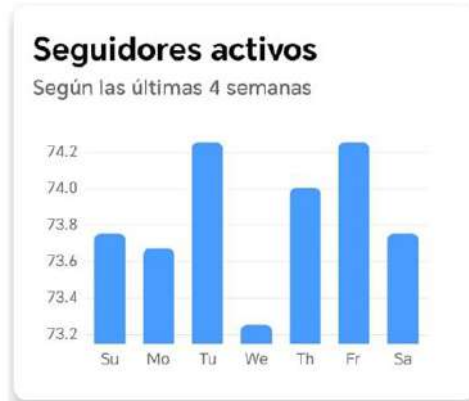 Seguidores activos
Según las últimas 4 semanas
74.2
74.0
73.8
73.6
73.4
73.2
Su Mo Tu We Th Fr Sa